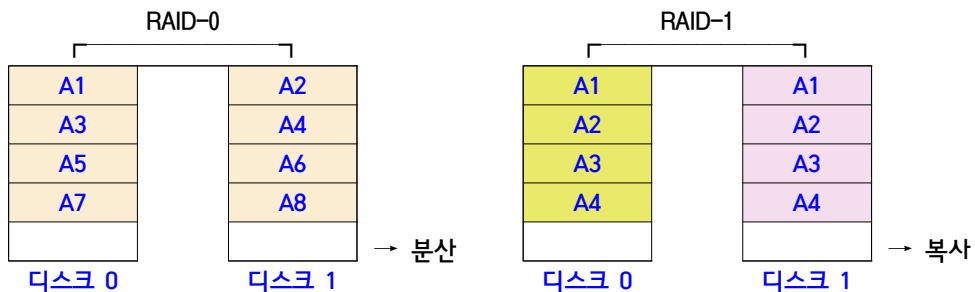 RAID-0
A1 A2
A3 A4
A5 A6
A7 A8
→ 분산
디스크 0 디스크 1
RAID-1
A1 A1
A2 A2
A3 A3
A4 A4
→ 복사
디스크 0 디스크 1